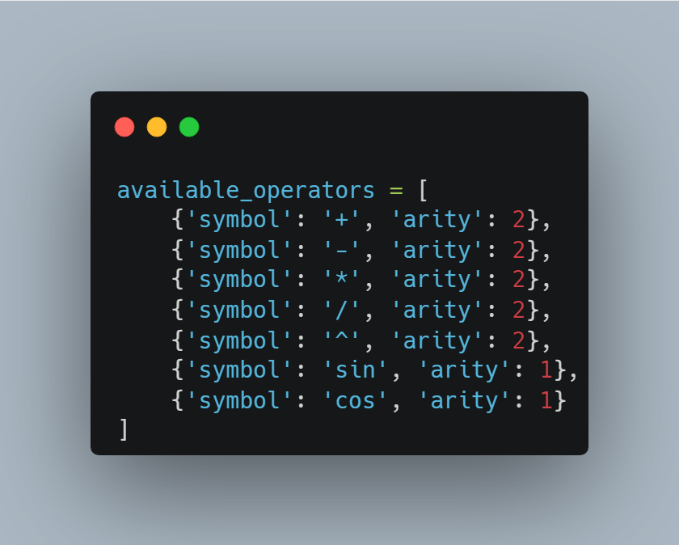 available_operators = [
    {'symbol': '+', 'arity': 2},
    {'symbol': '-', 'arity': 2},
    {'symbol': '*', 'arity': 2},
    {'symbol': '/', 'arity': 2},
    {'symbol': '^', 'arity': 2},
    {'symbol': 'sin', 'arity': 1},
    {'symbol': 'cos', 'arity': 1}
]